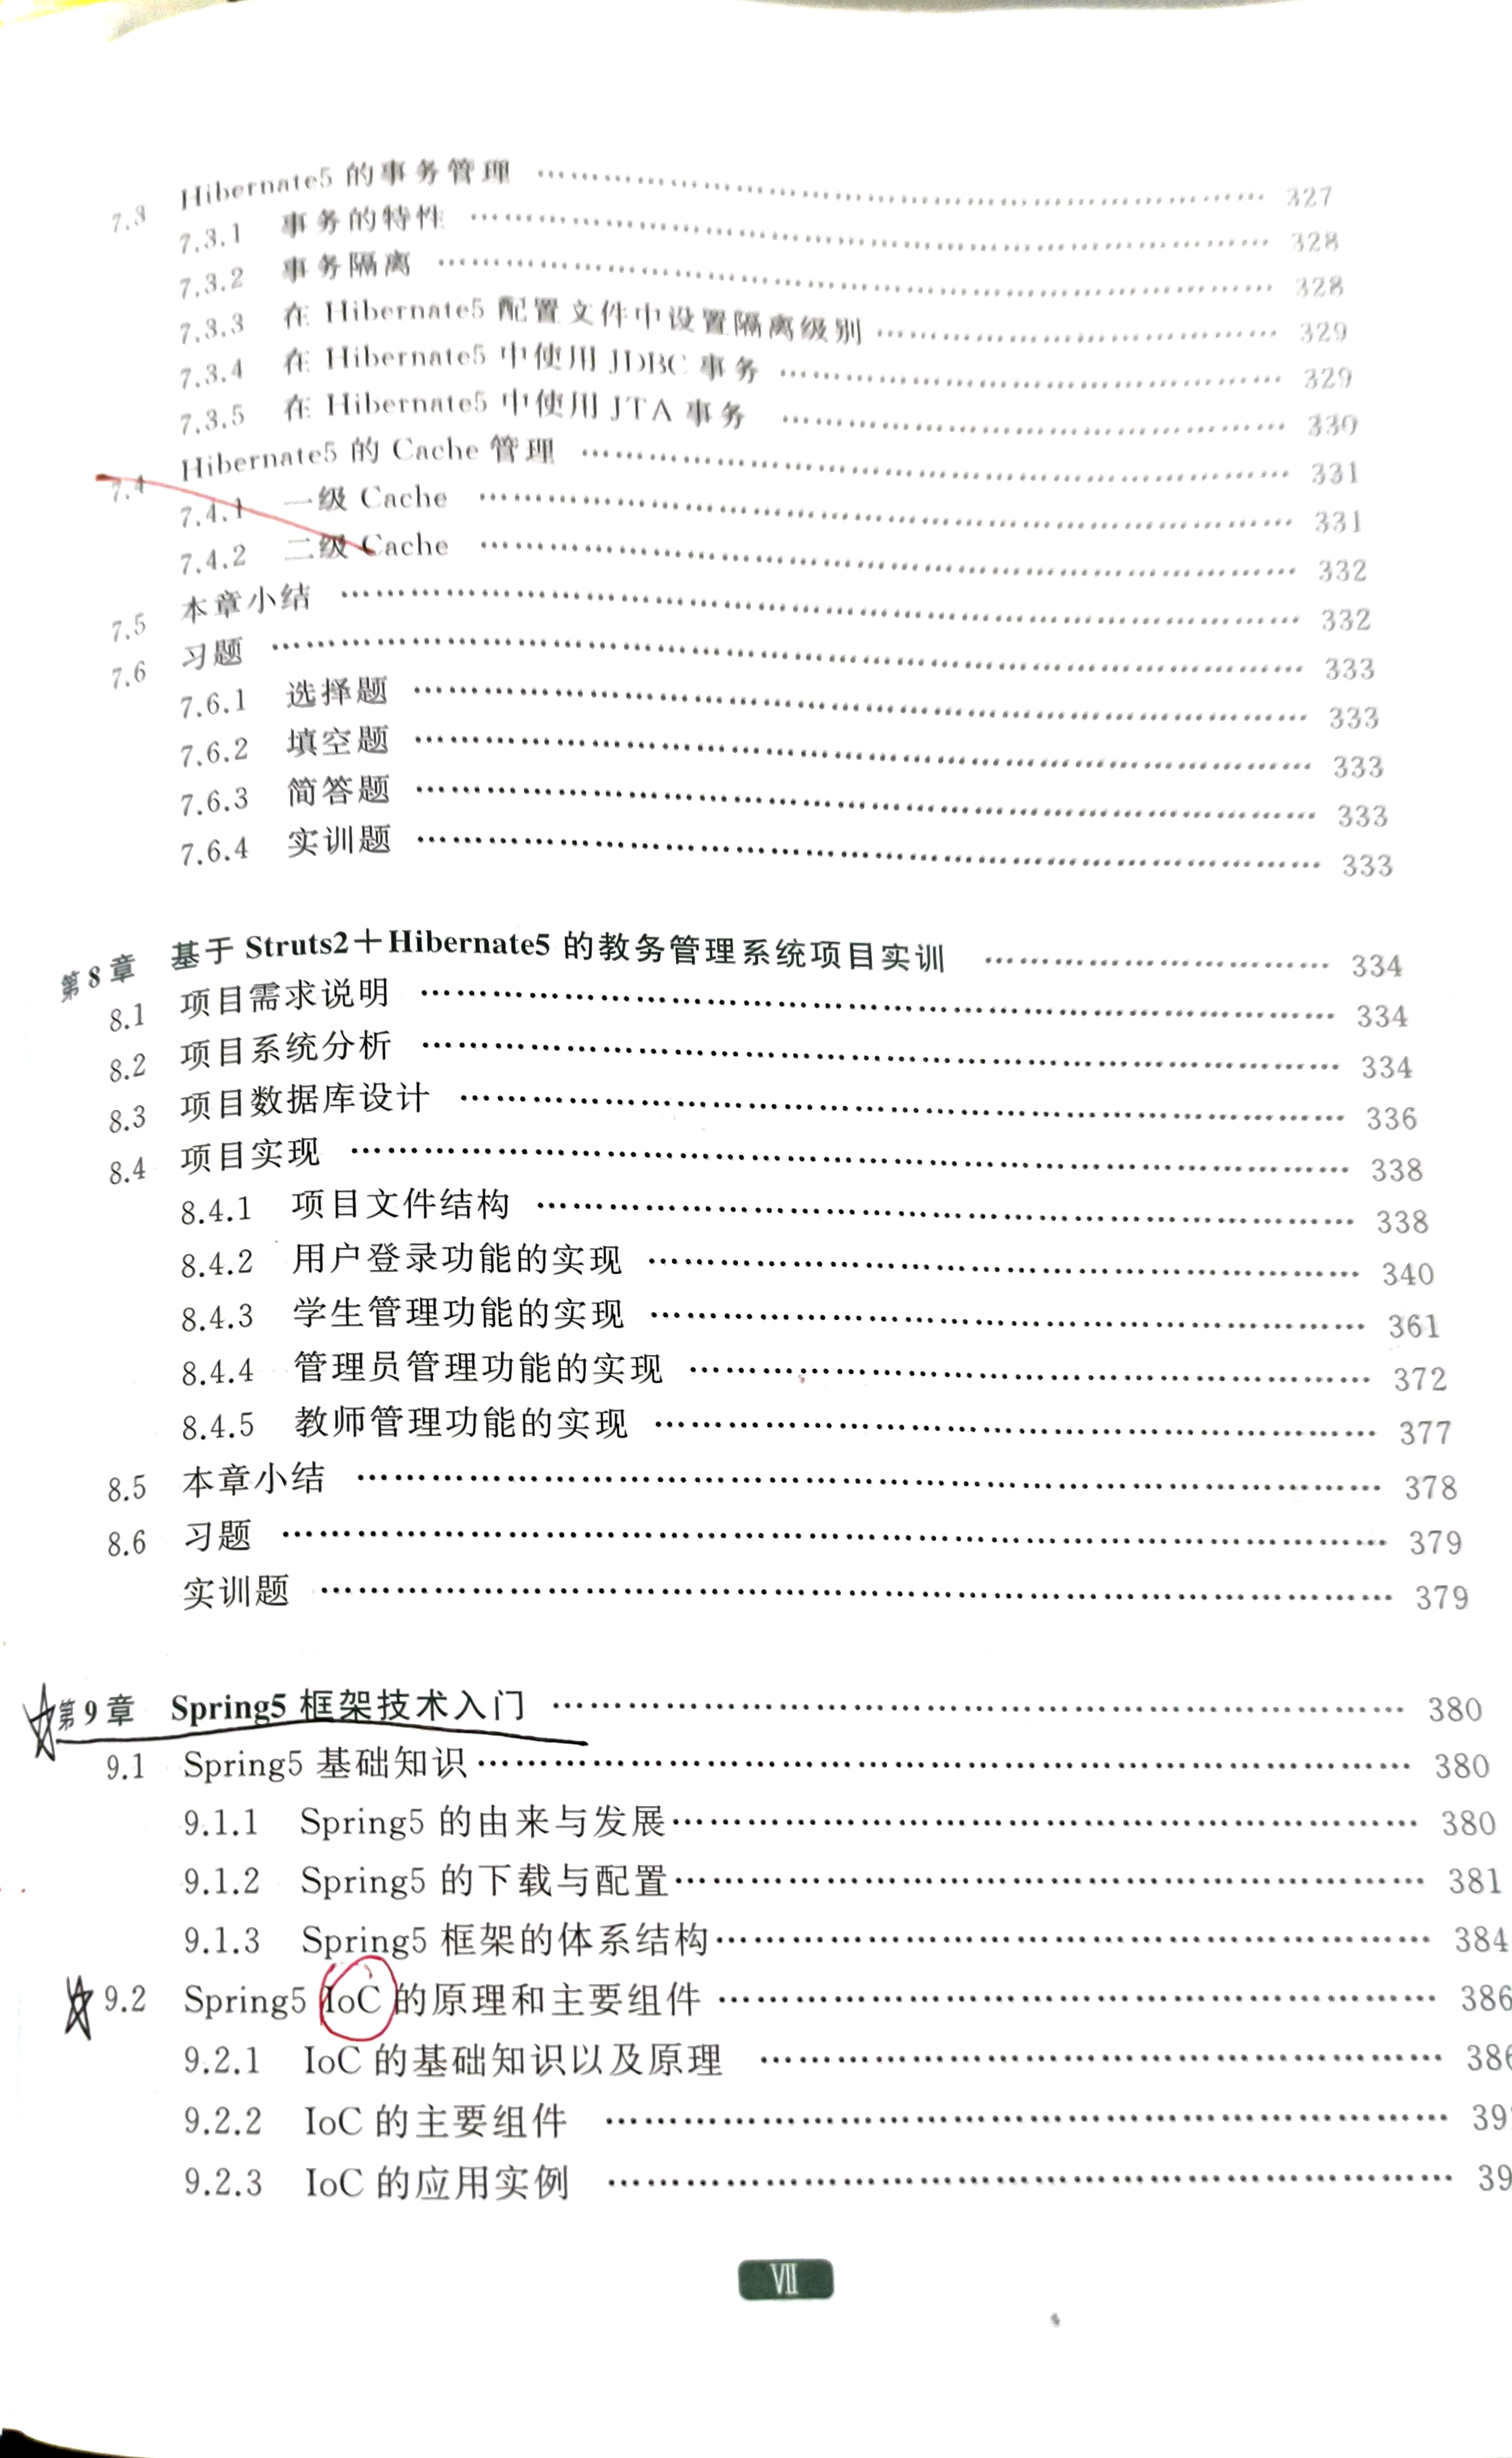 7.3 Hibernate5 的事务管理 …… 327
7.3.1 事务的特性 …… 328
7.3.2 事务隔离 …… 328
7.3.3 在 Hibernate5 配置文件中设置隔离级别 …… 329
7.3.4 在 Hibernate5 中使用 JDBC 事务 …… 329
7.3.5 在 Hibernate5 中使用 JTA 事务 …… 330
7.4 Hibernate5 的 Cache 管理 …… 331
7.4.1 一级 Cache …… 331
7.4.2 二级 Cache …… 332
7.5 本章小结 …… 332
7.6 习题 …… 333
7.6.1 选择题 …… 333
7.6.2 填空题 …… 333
7.6.3 简答题 …… 333
7.6.4 实训题 …… 333
第8章 基于 Struts2+Hibernate5 的教务管理系统项目实训 …… 334
8.1 项目需求说明 …… 334
8.2 项目系统分析 …… 334
8.3 项目数据库设计 …… 336
8.4 项目实现 …… 338
8.4.1 项目文件结构 …… 338
8.4.2 用户登录功能的实现 …… 340
8.4.3 学生管理功能的实现 …… 361
8.4.4 管理员管理功能的实现 …… 372
8.4.5 教师管理功能的实现 …… 377
8.5 本章小结 …… 378
8.6 习题 …… 379
实训题 …… 379
第9章 Spring5 框架技术入门 …… 380
9.1 Spring5 基础知识 …… 380
9.1.1 Spring5 的由来与发展 …… 380
9.1.2 Spring5 的下载与配置 …… 381
9.1.3 Spring5 框架的体系结构 …… 384
9.2 Spring5 IoC 的原理和主要组件 …… 386
9.2.1 IoC 的基础知识以及原理 …… 386
9.2.2 IoC 的主要组件 …… 39
9.2.3 IoC 的应用实例 …… 39
Ⅶ